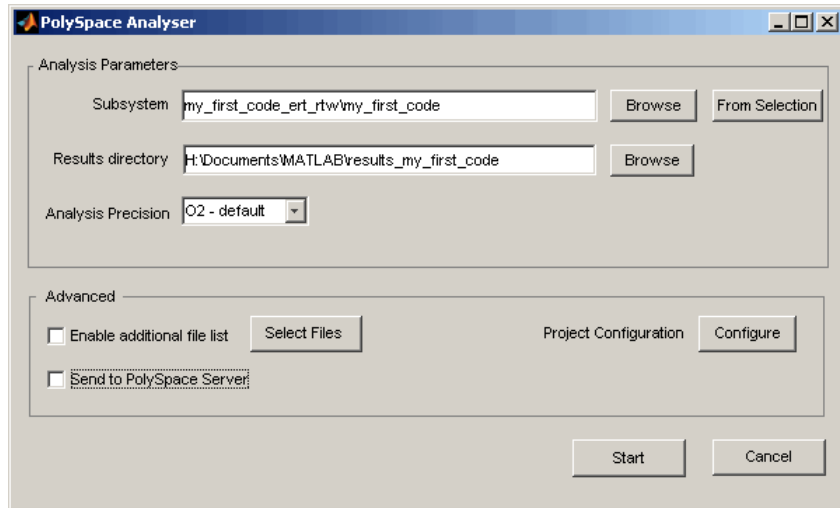 PolySpace Analyser
Analysis Parameters
Subsystem my_first_code_ert_rtw\my_first_code Browse From Selection
Results directory H:\Documents\MATLAB\results_my_first_code Browse
Analysis Precision O2 - default
Advanced
Enable additional file list Select Files Project Configuration Configure
Send to PolySpace Server
Start Cancel